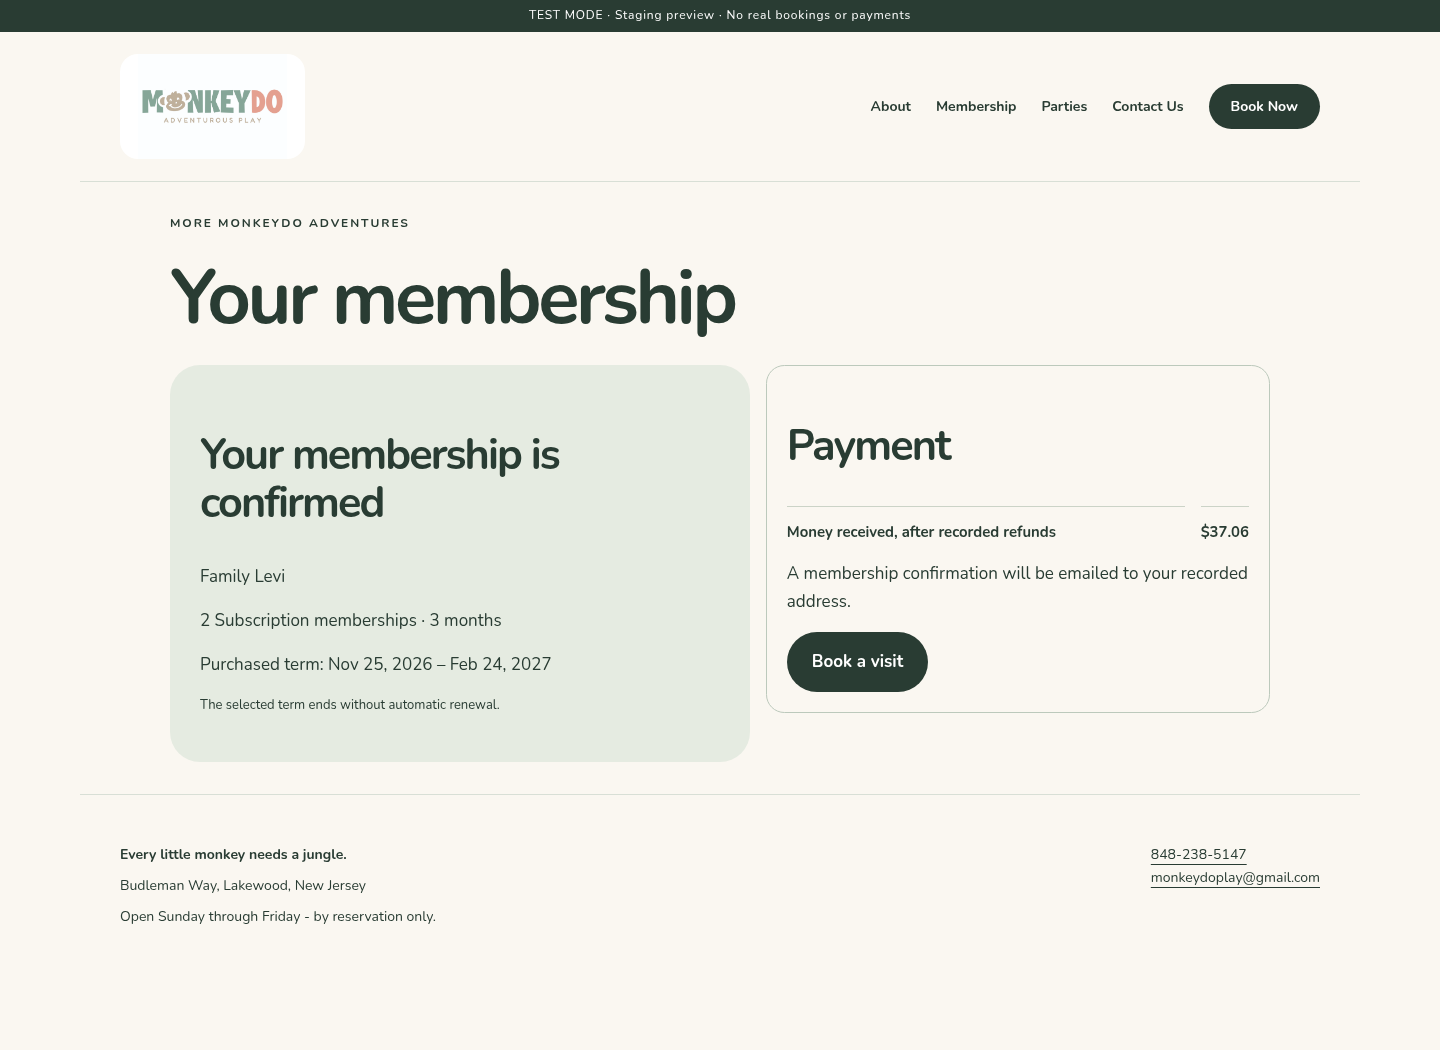 TEST MODE · Staging preview · No real bookings or payments
MONKEYDO
ADVENTUROUS PLAY
About Membership Parties Contact Us Book Now
MORE MONKEYDO ADVENTURES
Your membership
Your membership is
confirmed
Family Levi
2 Subscription memberships · 3 months
Purchased term: Nov 25, 2026 – Feb 24, 2027
The selected term ends without automatic renewal.
Payment
Money received, after recorded refunds $37.06
A membership confirmation will be emailed to your recorded
address.
Book a visit
Every little monkey needs a jungle.
Budleman Way, Lakewood, New Jersey
Open Sunday through Friday - by reservation only.
848-238-5147
monkeydoplay@gmail.com